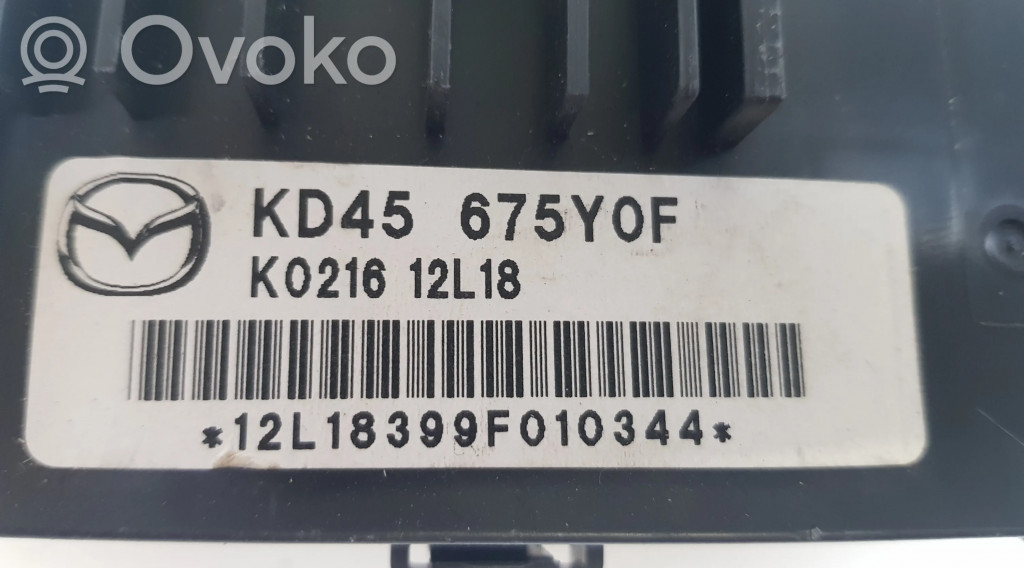 Ovoko
KD45 675Y0F
K0216 12L18
*12L18399F010344*